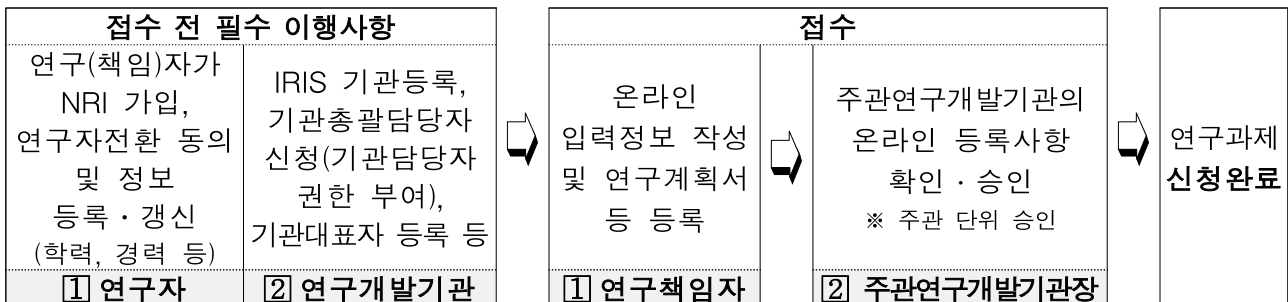 접수 전 필수 이행사항
연구(책임)자가
NRI 가입,
연구자전환 동의
및 정보
등록·갱신
(학력, 경력 등)
1 연구자
IRIS 기관등록,
기관총괄담당자
신청(기관담당자
권한 부여),
기관대표자 등록 등
2 연구개발기관
접수
온라인
입력정보 작성
및 연구계획서
등 등록
1 연구책임자
주관연구개발기관의
온라인 등록사항
확인·승인
※ 주관 단위 승인
2 주관연구개발기관장
연구과제
신청완료